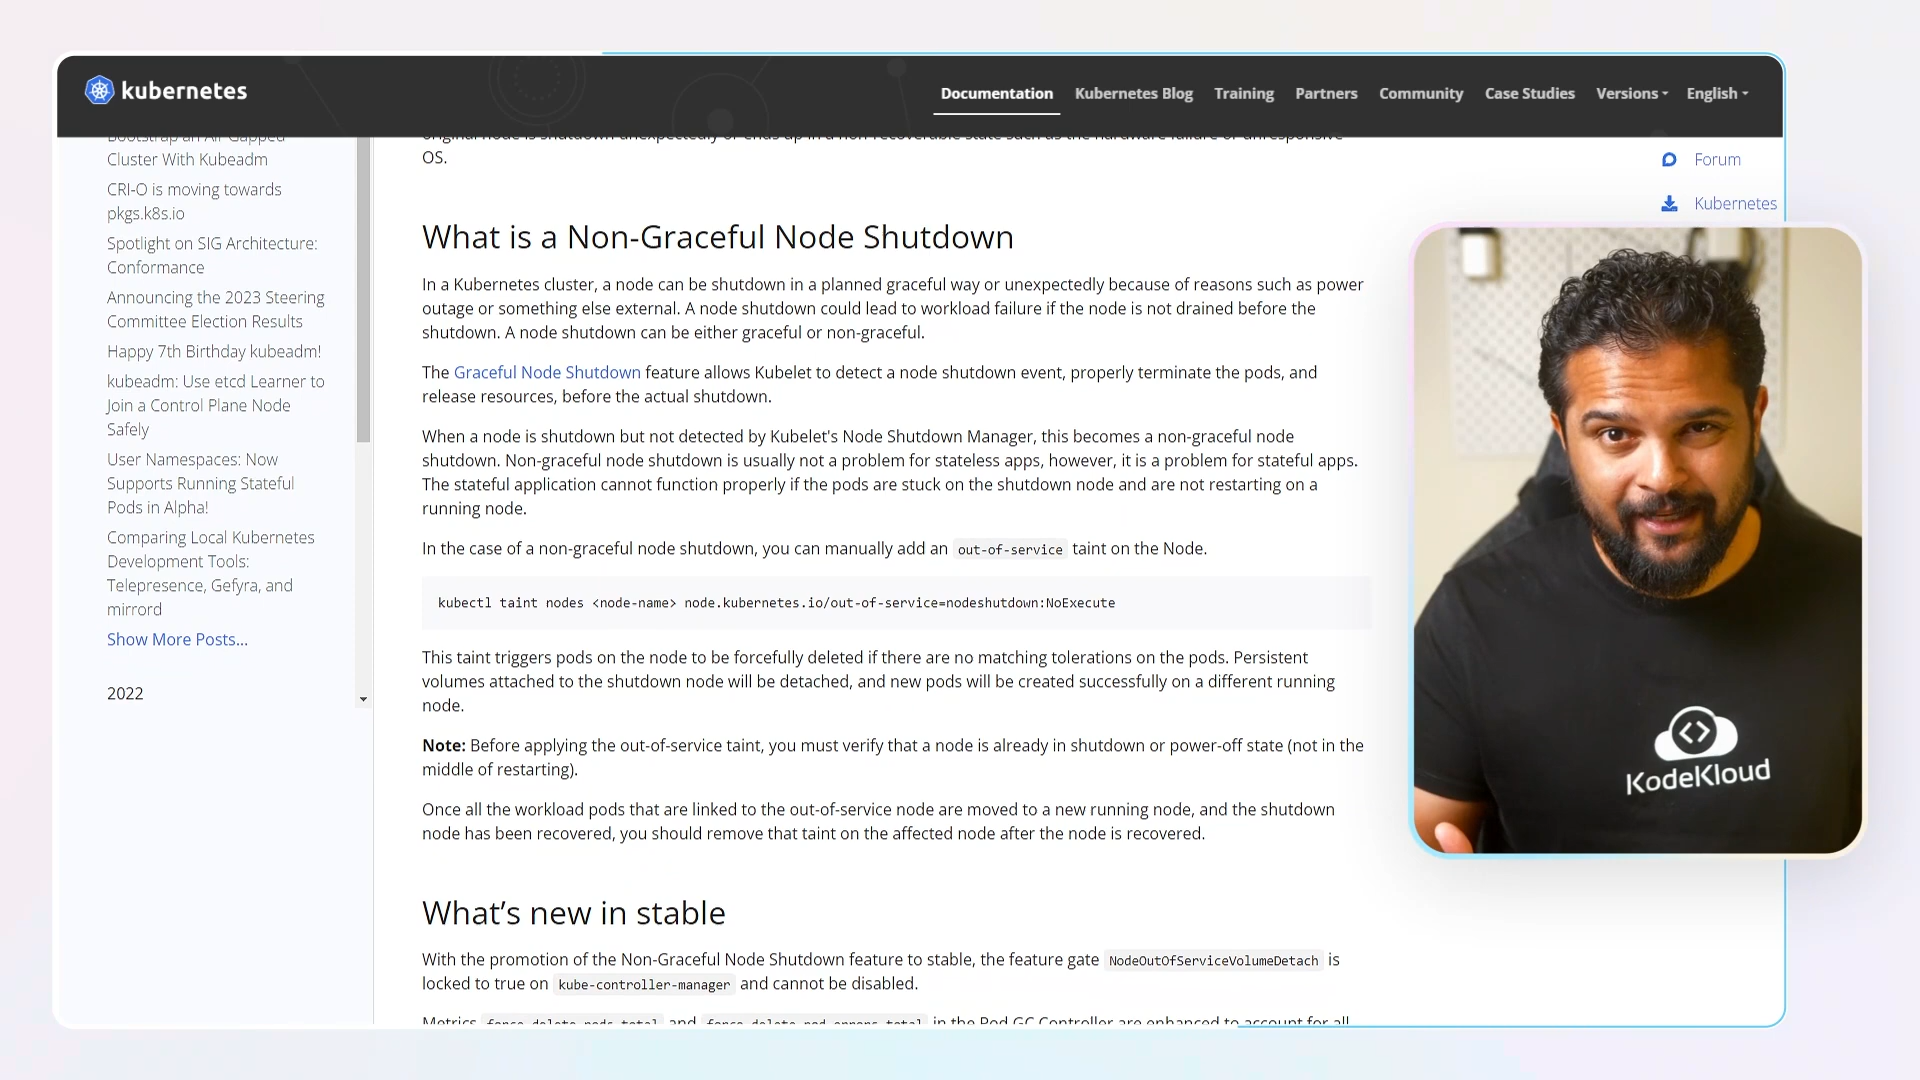 kubernetes
Documentation
Kubernetes Blog
Training
Partners
Community
Case Studies
Versions
English
Bootstrap an Air Gapped
Cluster With Kubeadm
CRI-O is moving towards
pkgs.k8s.io
Spotlight on SIG Architecture:
Conformance
Announcing the 2023 Steering
Committee Election Results
Happy 7th Birthday kubeadm!
kubeadm: Use etcd Learner to
Join a Control Plane Node
Safely
User Namespaces: Now
Supports Running Stateful
Pods in Alpha!
Comparing Local Kubernetes
Development Tools:
Telepresence, Gefyra, and
mirrord
Show More Posts...
2022
original node is shutdown unexpectedly or ends up in a non-recoverable state such as the hardware failure or unresponsive
OS.
What is a Non-Graceful Node Shutdown
In a Kubernetes cluster, a node can be shutdown in a planned graceful way or unexpectedly because of reasons such as power
outage or something else external. A node shutdown could lead to workload failure if the node is not drained before the
shutdown. A node shutdown can be either graceful or non-graceful.
The Graceful Node Shutdown feature allows Kubelet to detect a node shutdown event, properly terminate the pods, and
release resources, before the actual shutdown.
When a node is shutdown but not detected by Kubelet's Node Shutdown Manager, this becomes a non-graceful node
shutdown. Non-graceful node shutdown is usually not a problem for stateless apps, however, it is a problem for stateful apps.
The stateful application cannot function properly if the pods are stuck on the shutdown node and are not restarting on a
running node.
In the case of a non-graceful node shutdown, you can manually add an out-of-service taint on the Node.
kubectl taint nodes <node-name> node.kubernetes.io/out-of-service=nodeshutdown:NoExecute
This taint triggers pods on the node to be forcefully deleted if there are no matching tolerations on the pods. Persistent
volumes attached to the shutdown node will be detached, and new pods will be created successfully on a different running
node.
Note: Before applying the out-of-service taint, you must verify that a node is already in shutdown or power-off state (not in the
middle of restarting).
Once all the workload pods that are linked to the out-of-service node are moved to a new running node, and the shutdown
node has been recovered, you should remove that taint on the affected node after the node is recovered.
What's new in stable
With the promotion of the Non-Graceful Node Shutdown feature to stable, the feature gate NodeOutOfServiceVolumeDetach is
locked to true on kube-controller-manager and cannot be disabled.
Metrics force_delete_pods_total and force_delete_pod_errors_total in the Pod GC Controller are enhanced to account for all
Forum
Kubernetes
KodeKloud